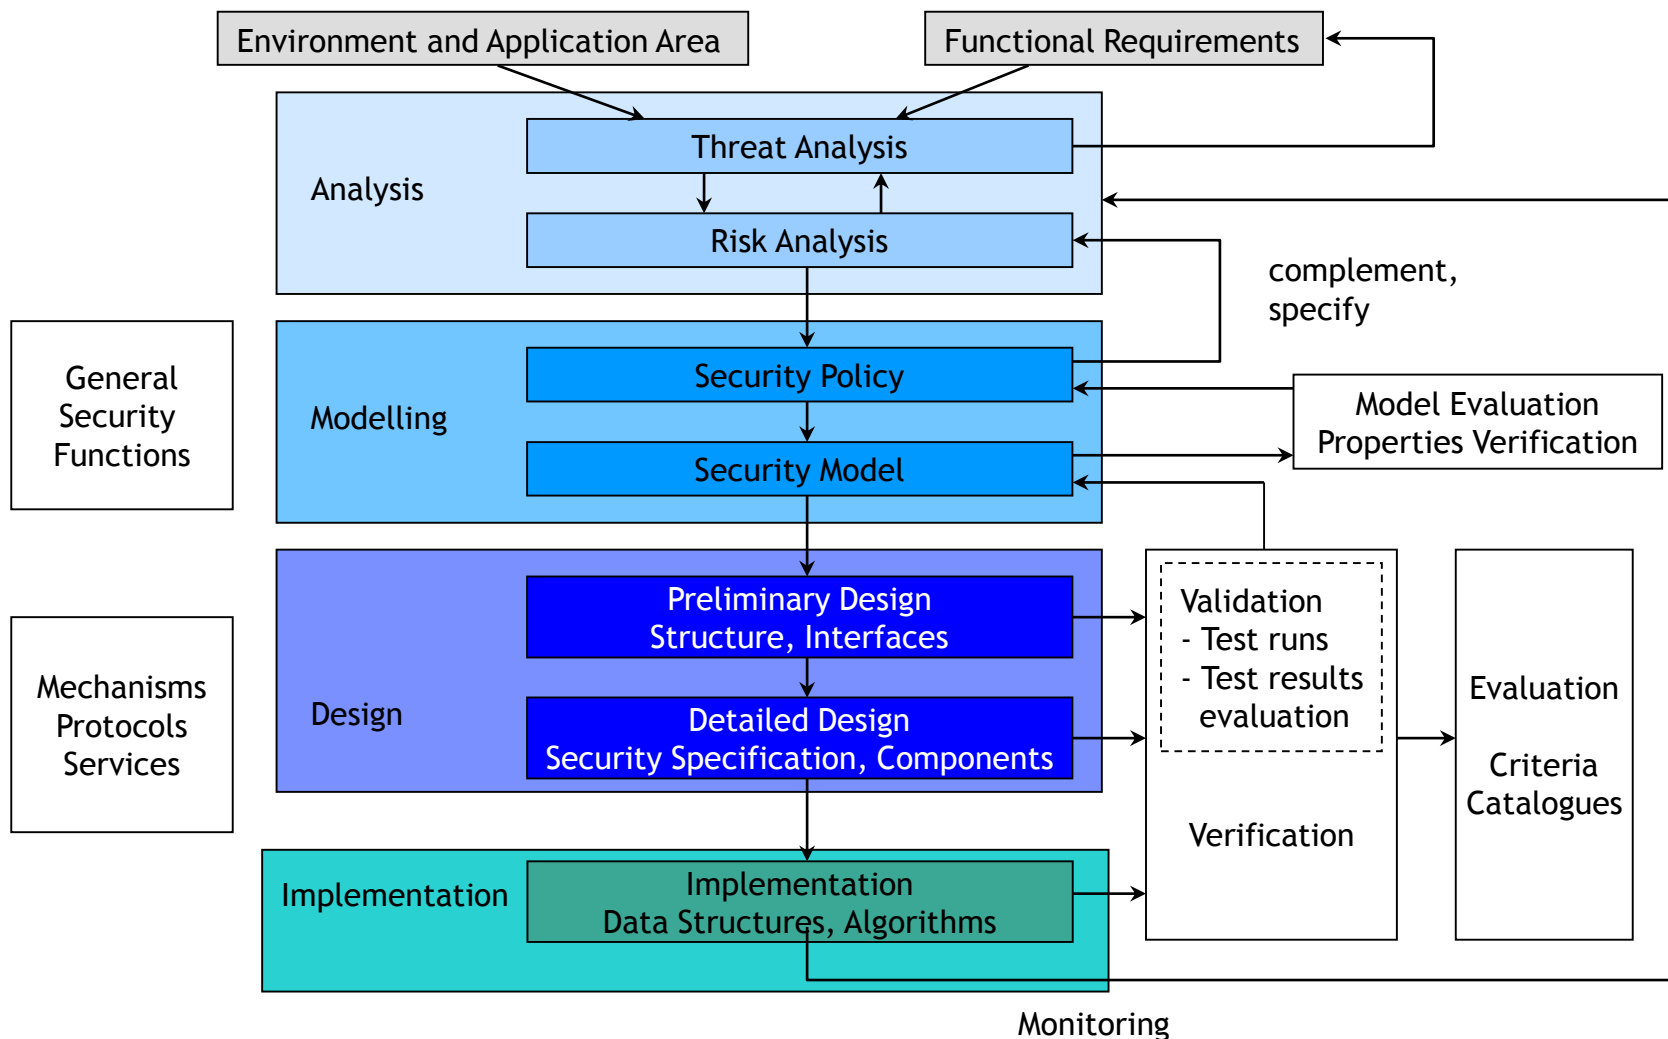 Environment and Application Area
Functional Requirements
Threat Analysis
Analysis
Risk Analysis
complement,
specify
General
Security
Functions
Security Policy
Modelling
Security Model
Model Evaluation
Properties Verification
Preliminary Design
Structure, Interfaces
Design
Detailed Design
Security Specification, Components
Mechanisms
Protocols
Services
Validation
- Test runs
- Test results
evaluation
Verification
Evaluation
Criteria
Catalogues
Implementation
Implementation
Data Structures, Algorithms
Monitoring